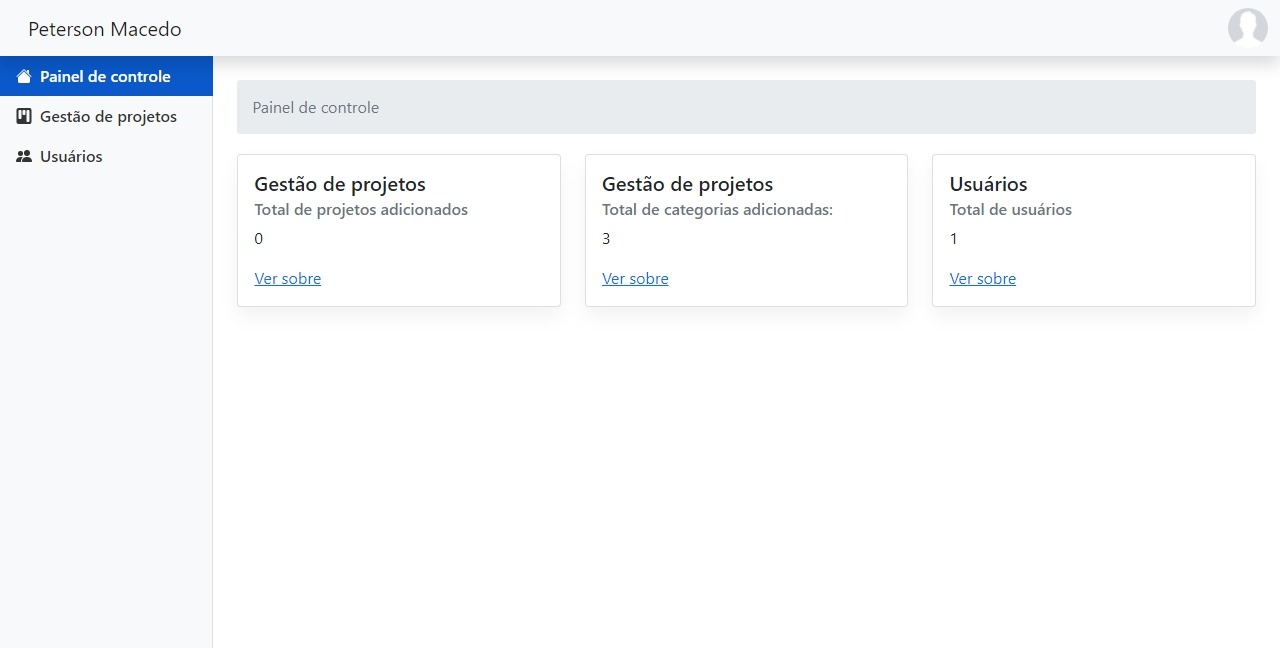 Peterson Macedo
Painel de controle
Gestão de projetos
Usuários
Painel de controle
Gestão de projetos
Total de projetos adicionados
0
Ver sobre
Gestão de projetos
Total de categorias adicionadas:
3
Ver sobre
Usuários
Total de usuários
1
Ver sobre